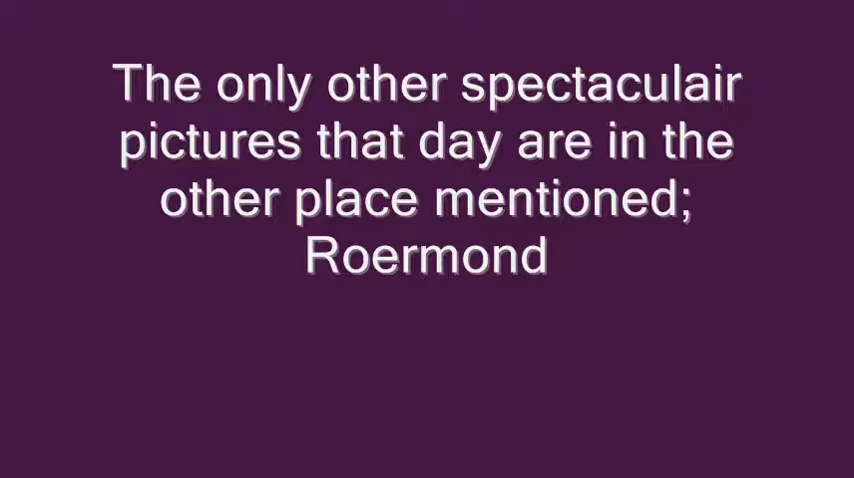 The only other spectaculair
pictures that day are in the
other place mentioned;
Roermond